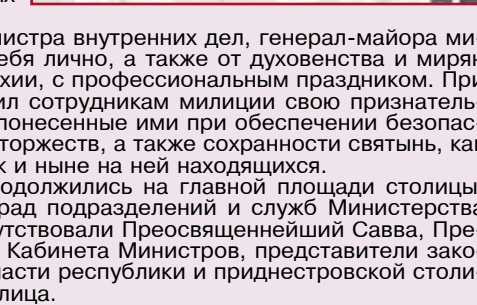 нистра внутренних дел, генерал-майора ми-
ебя лично, а также от духовенства и мирян
хии, с профессиональным праздником. При
ил сотрудникам милиции свою признатель-
понесенные ими при обеспечении безопас-
торжеств, а также сохранности святынь, как
к и ныне на ней находящихся.
одолжились на главной площади столицы.
рад подразделений и служб Министерства
утствовали Преосвященнейший Савва, Пре-
Кабинета Министров, представители зако-
ласти республики и приднестровской столи-
лица.